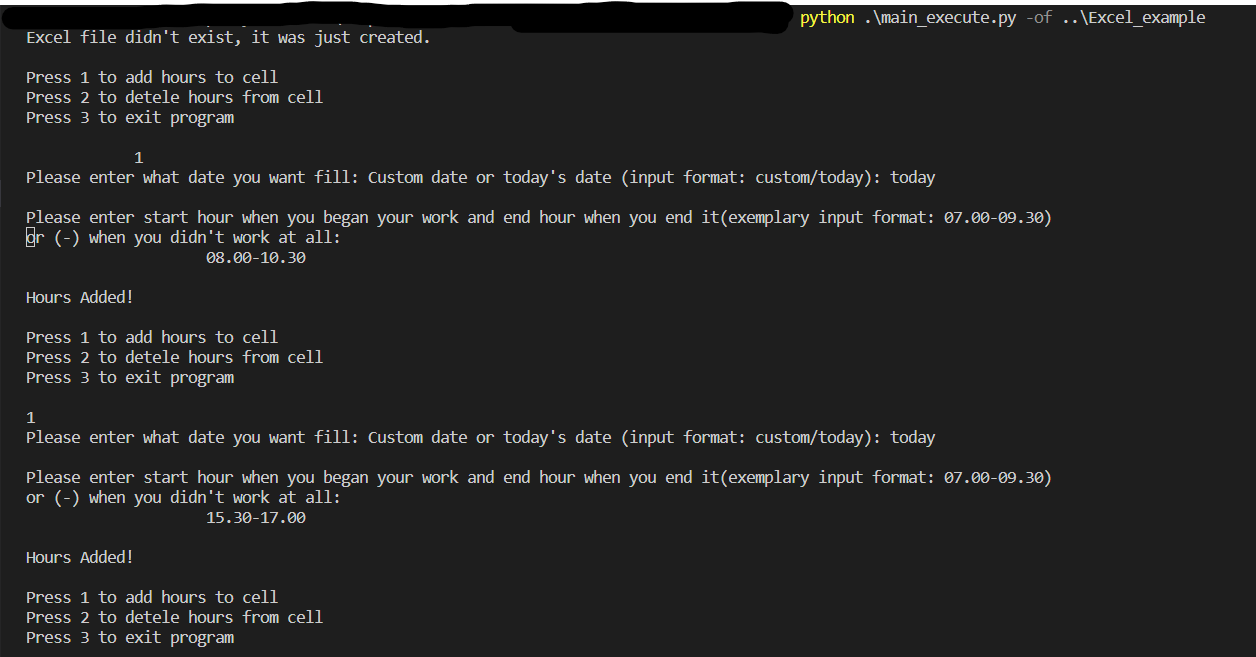 python .\main_execute.py -of ..\Excel_example
Excel file didn't exist, it was just created.
Press 1 to add hours to cell
Press 2 to detele hours from cell
Press 3 to exit program
1
Please enter what date you want fill: Custom date or today's date (input format: custom/today): today
Please enter start hour when you began your work and end hour when you end it(exemplary input format: 07.00-09.30)
or (-) when you didn't work at all:
08.00-10.30
Hours Added!
Press 1 to add hours to cell
Press 2 to detele hours from cell
Press 3 to exit program
1
Please enter what date you want fill: Custom date or today's date (input format: custom/today): today
Please enter start hour when you began your work and end hour when you end it(exemplary input format: 07.00-09.30)
or (-) when you didn't work at all:
15.30-17.00
Hours Added!
Press 1 to add hours to cell
Press 2 to detele hours from cell
Press 3 to exit program